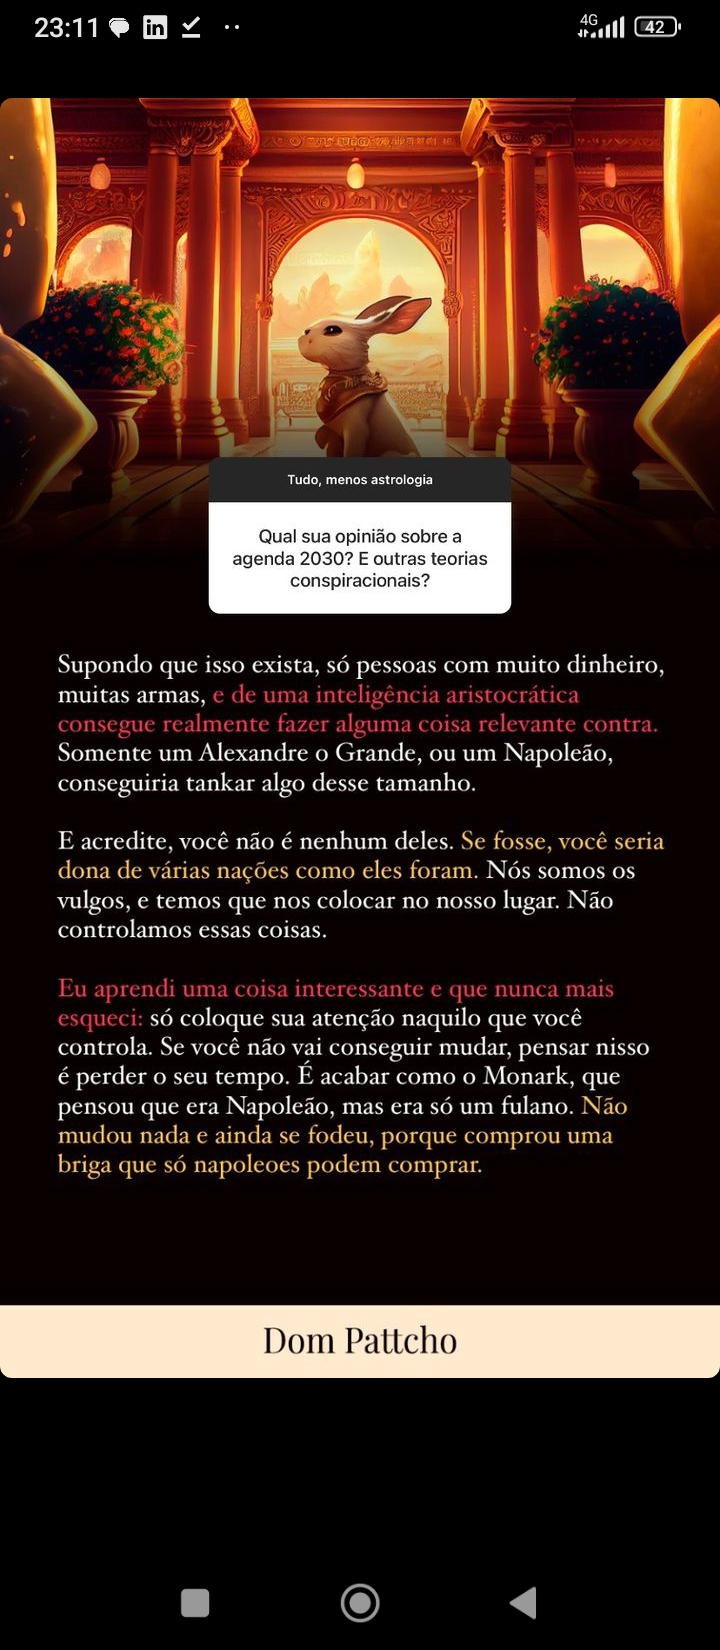 23:11
4G
42
Tudo, menos astrologia
Qual sua opinião sobre a
agenda 2030? E outras teorias
conspiracionais?
Supondo que isso exista, só pessoas com muito dinheiro,
muitas armas, e de uma inteligência aristocrática
consegue realmente fazer alguma coisa relevante contra.
Somente um Alexandre o Grande, ou um Napoleão,
conseguiria tankar algo desse tamanho.
E acredite, você não é nenhum deles. Se fosse, você seria
dona de várias nações como eles foram. Nós somos os
vulgos, e temos que nos colocar no nosso lugar. Não
controlamos essas coisas.
Eu aprendi uma coisa interessante e que nunca mais
esqueci: só coloque sua atenção naquilo que você
controla. Se você não vai conseguir mudar, pensar nisso
é perder o seu tempo. É acabar como o Monark, que
pensou que era Napoleão, mas era só um fulano. Não
mudou nada e ainda se fodeu, porque comprou uma
briga que só napoleoes podem comprar.
Dom Pattcho